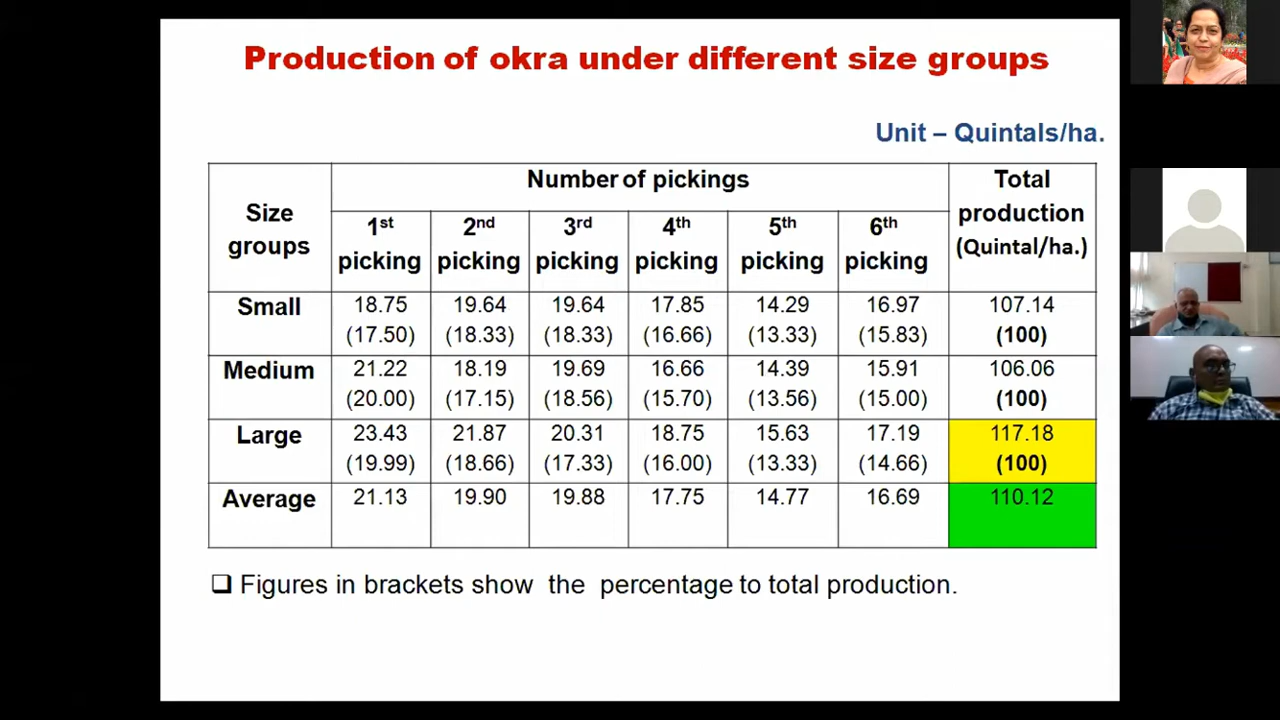 Production of okra under different size groups
Unit – Quintals/ha.
Size groups | Number of pickings | Total production (Quintal/ha.)
1st picking | 2nd picking | 3rd picking | 4th picking | 5th picking | 6th picking
Small | 18.75 | 19.64 | 19.64 | 17.85 | 14.29 | 16.97 | 107.14
(17.50) | (18.33) | (18.33) | (16.66) | (13.33) | (15.83) | (100)
Medium | 21.22 | 18.19 | 19.69 | 16.66 | 14.39 | 15.91 | 106.06
(20.00) | (17.15) | (18.56) | (15.70) | (13.56) | (15.00) | (100)
Large | 23.43 | 21.87 | 20.31 | 18.75 | 15.63 | 17.19 | 117.18
(19.99) | (18.66) | (17.33) | (16.00) | (13.33) | (14.66) | (100)
Average | 21.13 | 19.90 | 19.88 | 17.75 | 14.77 | 16.69 | 110.12
❑ Figures in brackets show the percentage to total production.